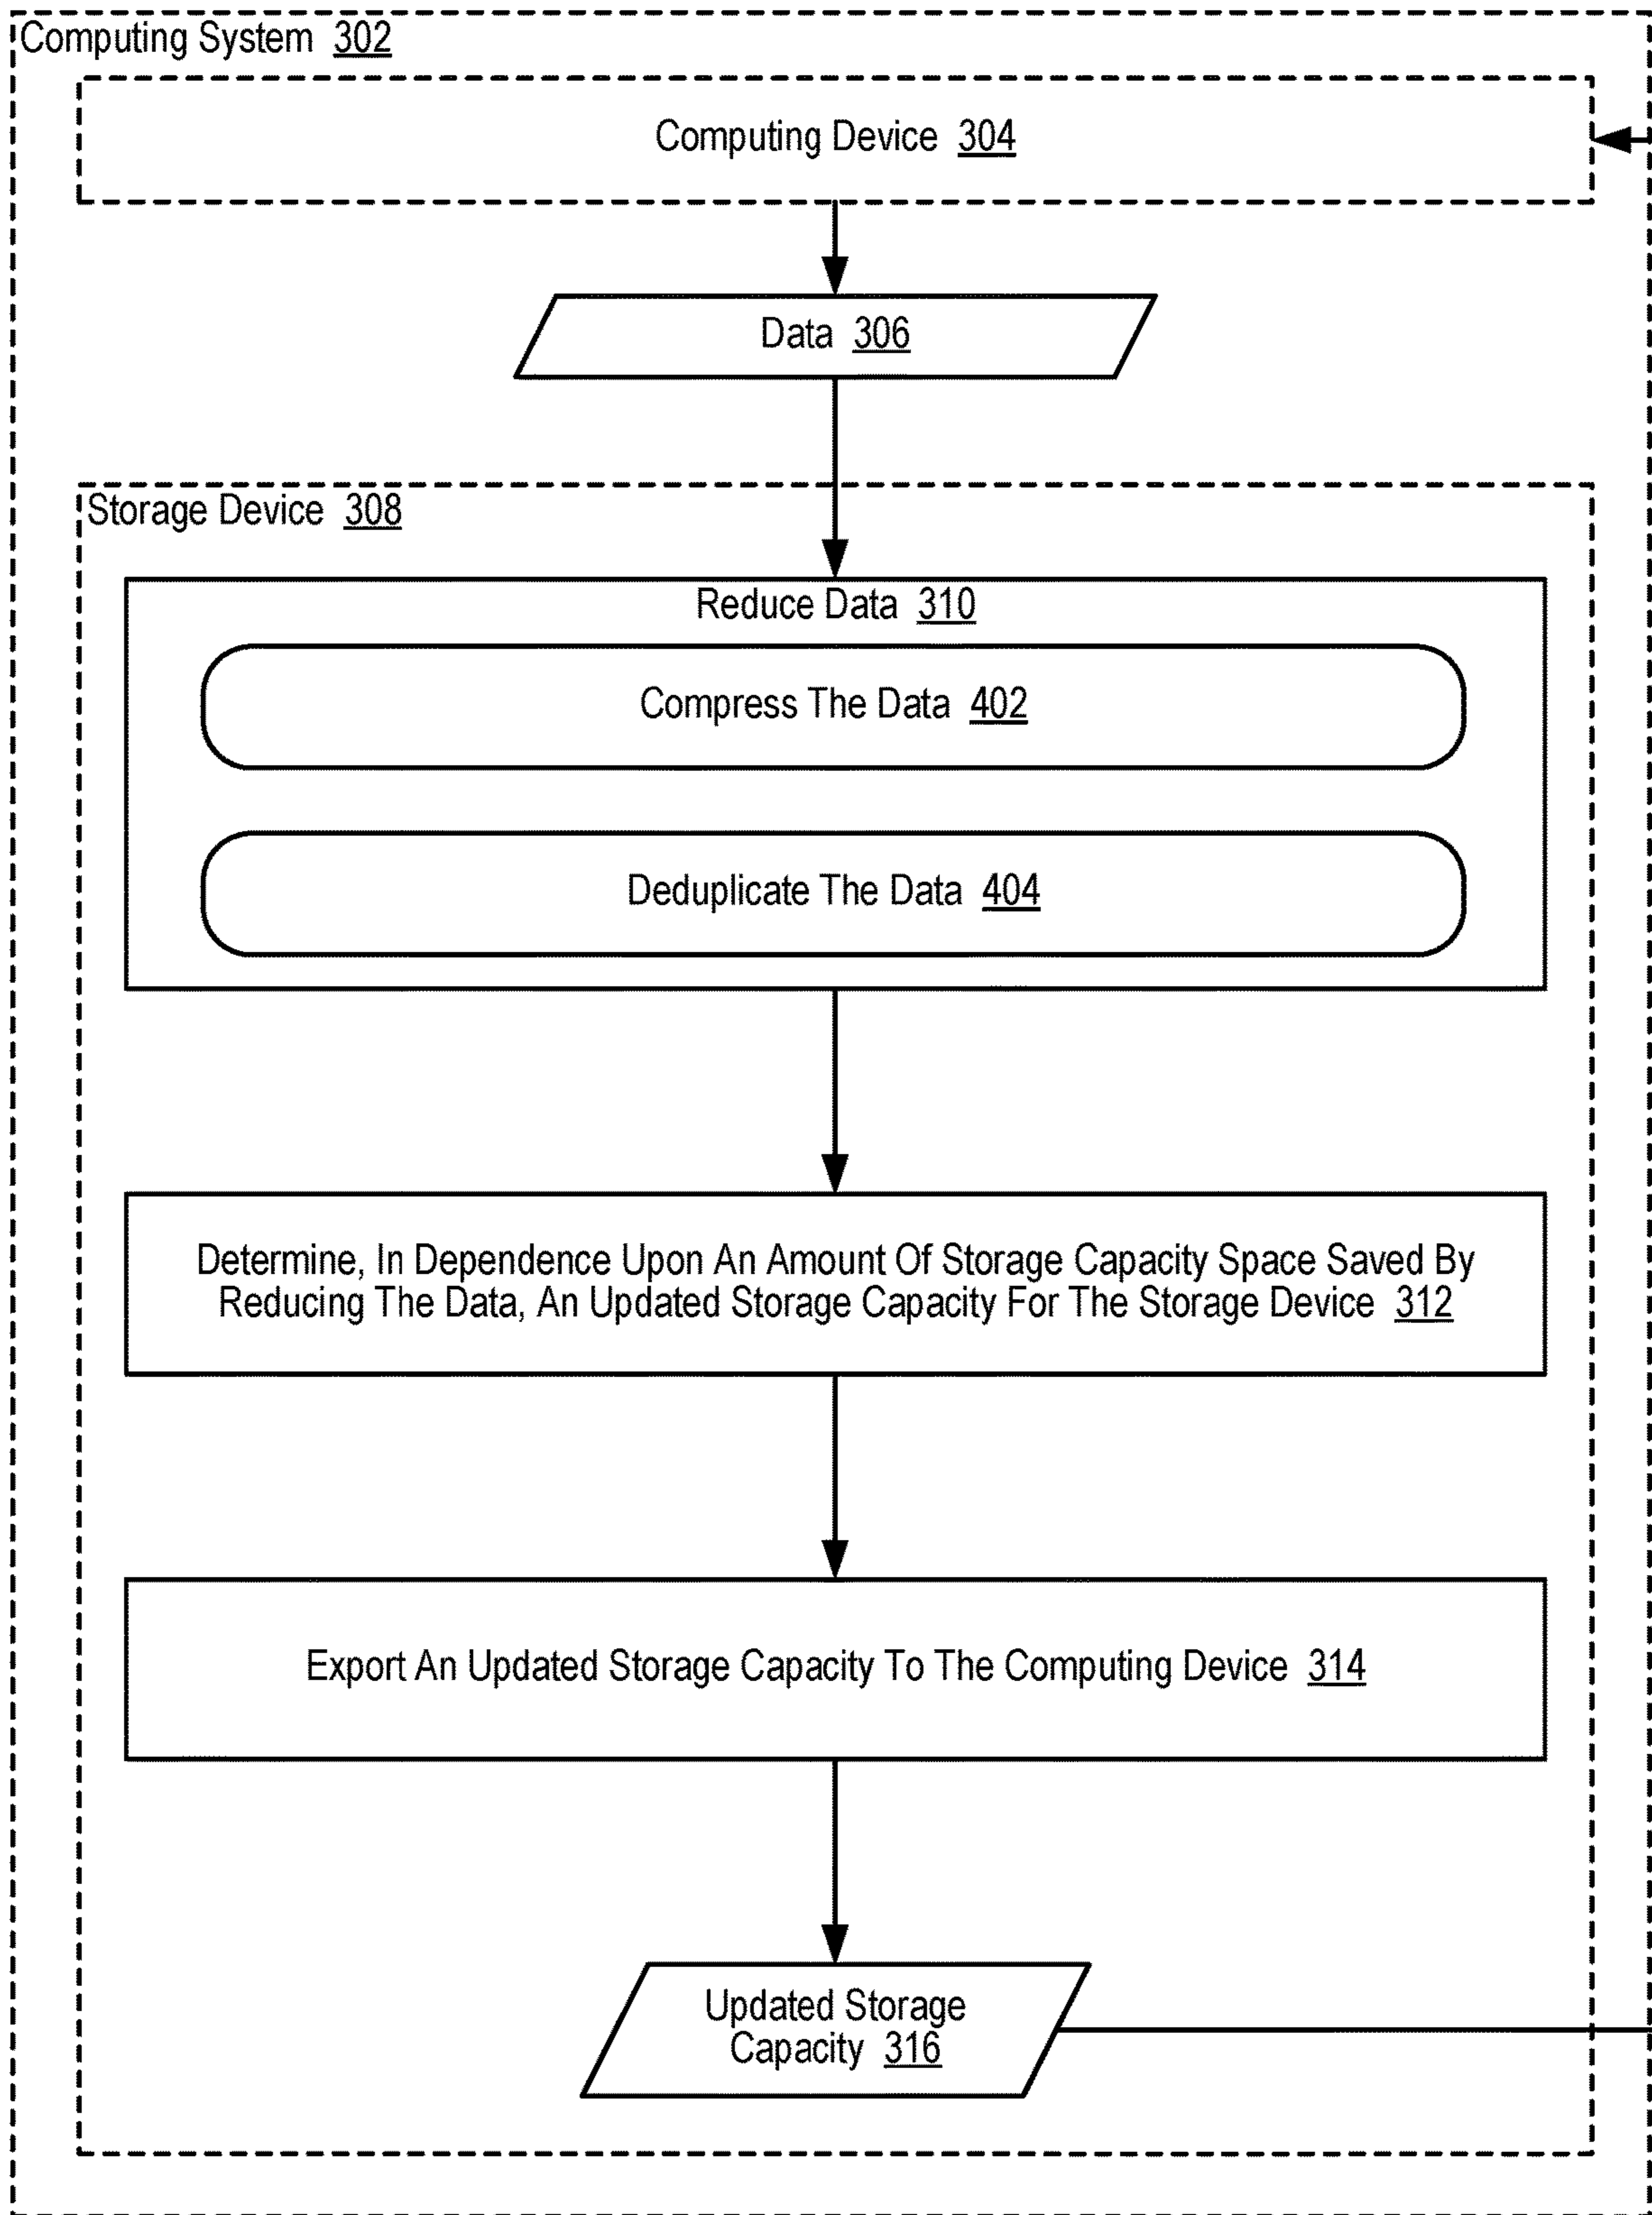 Computing System 302
Computing Device 304
Data 306
Storage Device 308
Reduce Data 310
Compress The Data 402
Deduplicate The Data 404
Determine, In Dependence Upon An Amount Of Storage Capacity Space Saved By
Reducing The Data, An Updated Storage Capacity For The Storage Device 312
Export An Updated Storage Capacity To The Computing Device 314
Updated Storage
Capacity 316